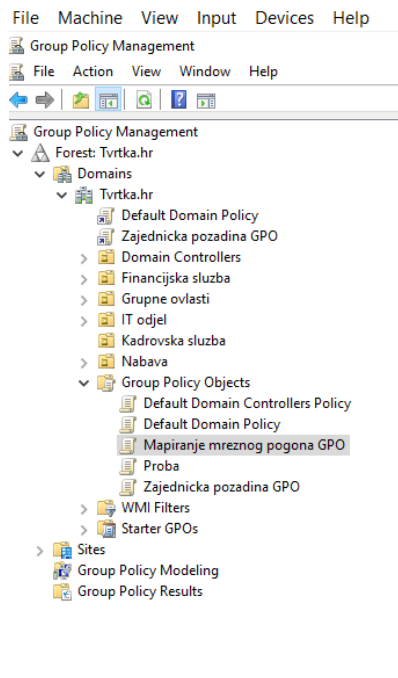 File Machine View Input Devices Help
Group Policy Management
File Action View Window Help
Group Policy Management
Forest: Tvrtka.hr
Domains
Tvrtka.hr
Default Domain Policy
Zajednicka pozadina GPO
Domain Controllers
Financijska sluzba
Grupne ovlasti
IT odjel
Kadrovska sluzba
Nabava
Group Policy Objects
Default Domain Controllers Policy
Default Domain Policy
Mapiranje mreznog pogona GPO
Proba
Zajednicka pozadina GPO
WMI Filters
Starter GPOs
Sites
Group Policy Modeling
Group Policy Results